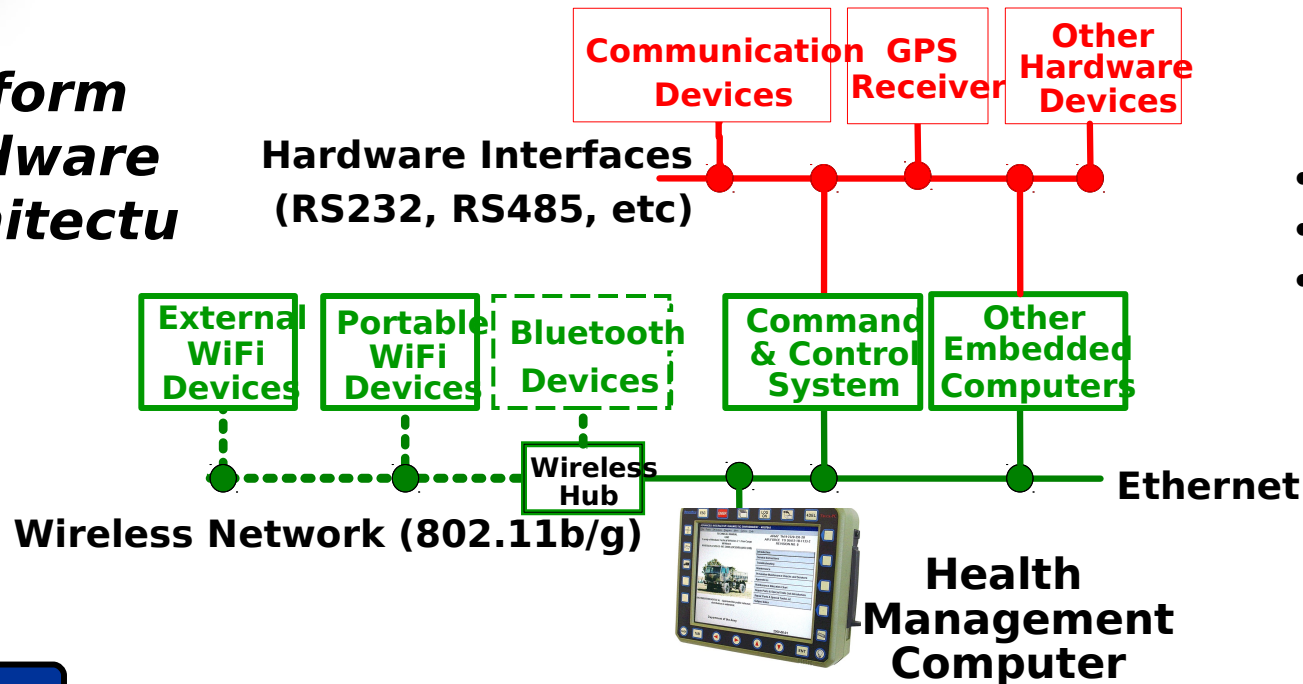 form
dware
hitectu
Communication
Devices
GPS
Receiver
Other
Hardware
Devices
Hardware Interfaces
(RS232, RS485, etc)
External
WiFi
Devices
Portable
WiFi
Devices
Bluetooth
Devices
Command
& Control
System
Other
Embedded
Computers
Wireless
Hub
Ethernet
Wireless Network (802.11b/g)
Health
Management
Computer